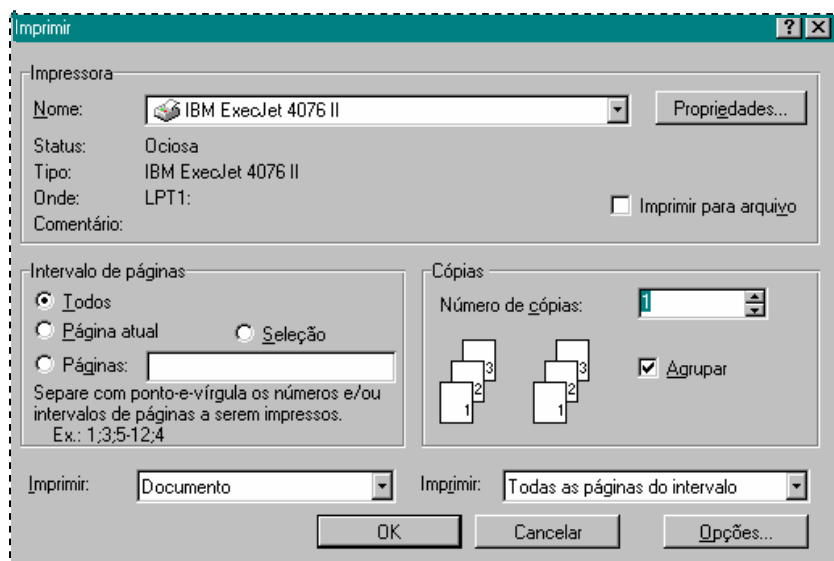 Imprimir
Impressora
Nome: IBM ExecJet 4076 II Propriedades...
Status: Ociosa
Tipo: IBM ExecJet 4076 II
Onde: LPT1:
Imprimir para arquivo
Comentário:
Intervalo de páginas
Todos
Página atual Seleção
Páginas:
Separe com ponto-e-vírgula os números e/ou
intervalos de páginas a serem impressos.
Ex.: 1;3;5-12;4
Cópias
Número de cópias: 1
3 3
2 2
1 1
Agrupar
Imprimir: Documento Imprimir: Todas as páginas do intervalo
OK Cancelar Opções...